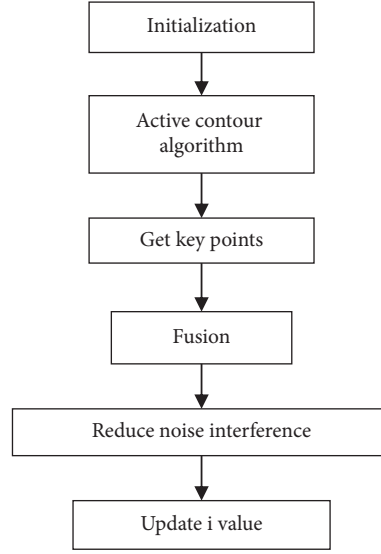 Initialization
Active contour
algorithm
Get key points
Fusion
Reduce noise interference
Update i value